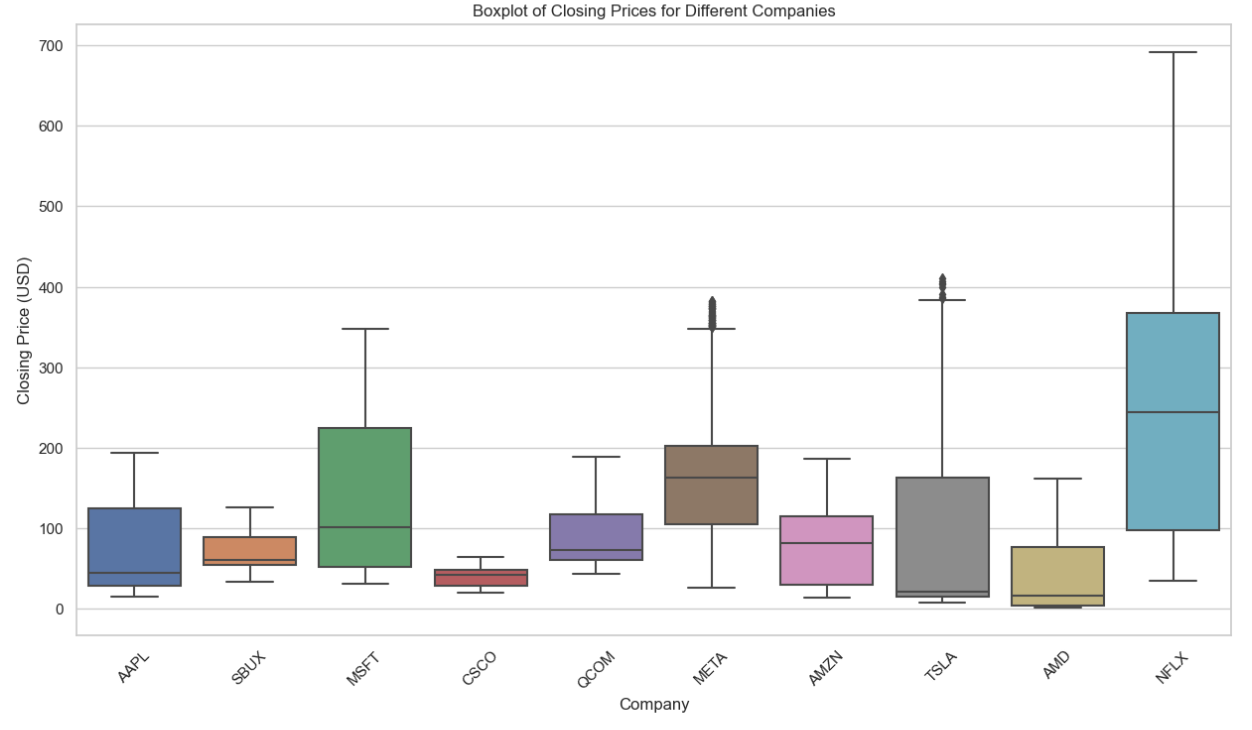 Boxplot of Closing Prices for Different Companies
700
600
500
400
300
200
100
0
Closing Price (USD)
AAPL
SBUX
MSFT
CSCO
QCOM
META
AMZN
TSLA
AMD
NFLX
Company